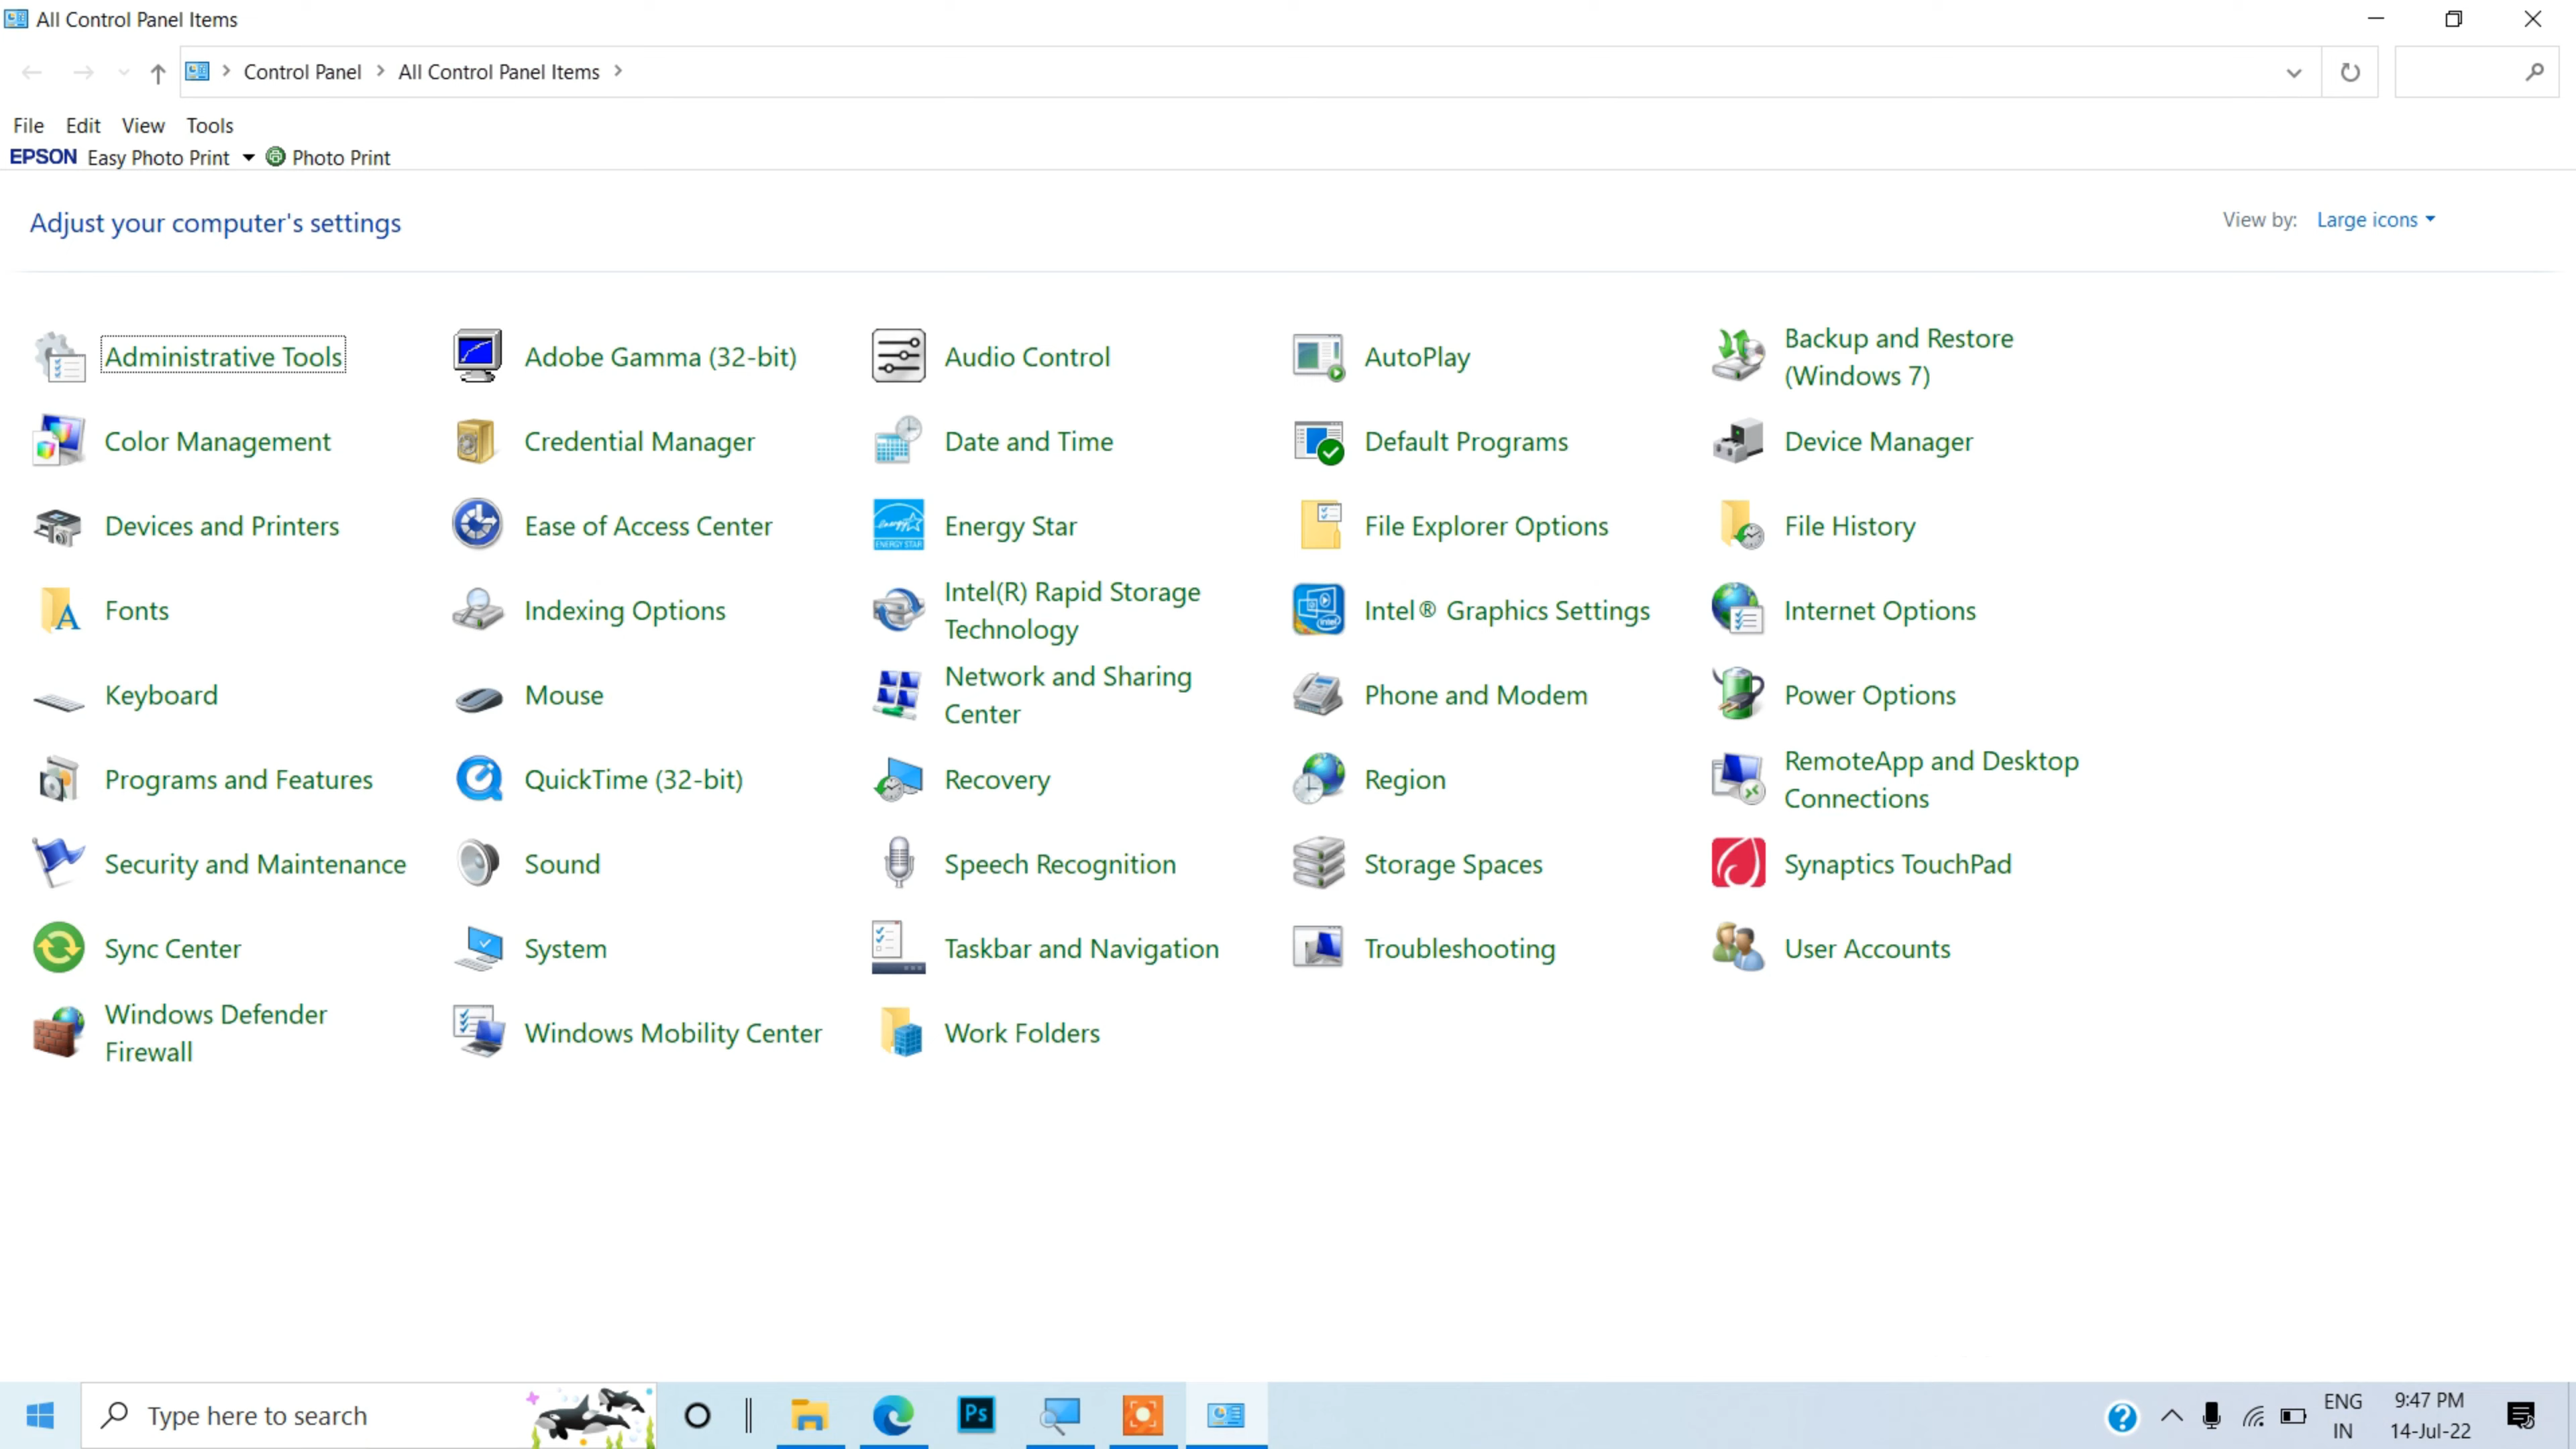 All Control Panel Items
Control Panel
All Control Panel Items
File Edit View Tools
EPSON Easy Photo Print Photo Print
Adjust your computer's settings
View by: Large icons
Administrative Tools
Adobe Gamma (32-bit)
Audio Control
AutoPlay
Backup and Restore
(Windows 7)
Color Management
Credential Manager
Date and Time
Default Programs
Device Manager
Devices and Printers
Ease of Access Center
ENERGY STAR
Energy Star
File Explorer Options
File History
Fonts
Indexing Options
Intel(R) Rapid Storage
Technology
intel
Intel® Graphics Settings
Internet Options
Keyboard
Mouse
Network and Sharing
Center
Phone and Modem
Power Options
Programs and Features
QuickTime (32-bit)
Recovery
Region
RemoteApp and Desktop
Connections
Security and Maintenance
Sound
Speech Recognition
Storage Spaces
Synaptics TouchPad
Sync Center
System
Taskbar and Navigation
Troubleshooting
User Accounts
Windows Defender
Firewall
Windows Mobility Center
Work Folders
Type here to search
Ps
ENG
IN
9:47 PM
14-Jul-22